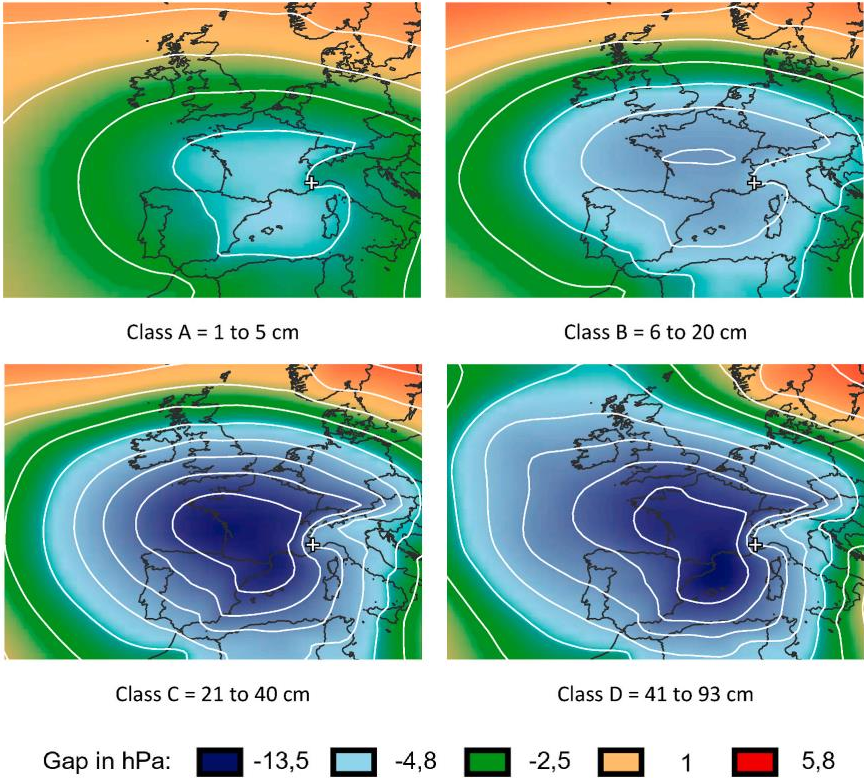 Class A = 1 to 5 cm
Class B = 6 to 20 cm
Class C = 21 to 40 cm
Class D = 41 to 93 cm
Gap in hPa: -13,5 -4,8 -2,5 1 5,8